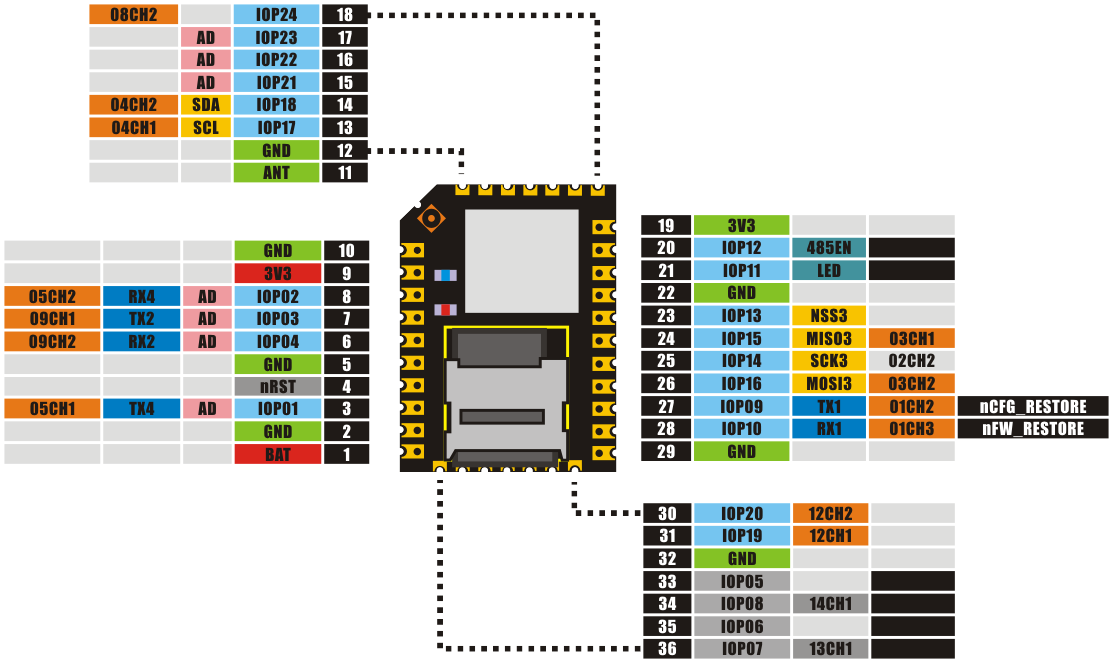 08CH2 IOP24 18
AD IOP23 17
AD IOP22 16
AD IOP21 15
04CH2 SDA IOP18 14
04CH1 SCL IOP17 13
GND 12
ANT 11
GND 10
3V3 9
05CH2 RX4 AD IOP02 8
09CH1 TX2 AD IOP03 7
09CH2 RX2 AD IOP04 6
GND 5
nRST 4
05CH1 TX4 AD IOP01 3
GND 2
BAT 1
19 3V3
20 IOP12 485EN
21 IOP11 LED
22 GND
23 IOP13 NSS3
24 IOP15 MISO3 03CH1
25 IOP14 SCK3 02CH2
26 IOP16 MOSI3 03CH2
27 IOP09 TX1 01CH2 nCFG_RESTORE
28 IOP10 RX1 01CH3 nFW_RESTORE
29 GND
30 IOP20 12CH2
31 IOP19 12CH1
32 GND
33 IOP05
34 IOP08 14CH1
35 IOP06
36 IOP07 13CH1